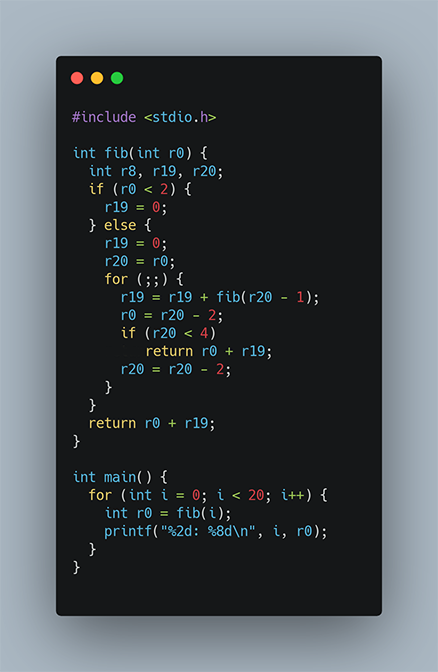 #include <stdio.h>

int fib(int r0) {
  int r8, r19, r20;
  if (r0 < 2) {
    r19 = 0;
  } else {
    r19 = 0;
    r20 = r0;
    for (;;) {
      r19 = r19 + fib(r20 - 1);
      r0 = r20 - 2;
      if (r20 < 4)
         return r0 + r19;
      r20 = r20 - 2;
    }
  }
  return r0 + r19;
}

int main() {
  for (int i = 0; i < 20; i++) {
    int r0 = fib(i);
    printf("%2d: %8d\n", i, r0);
  }
}